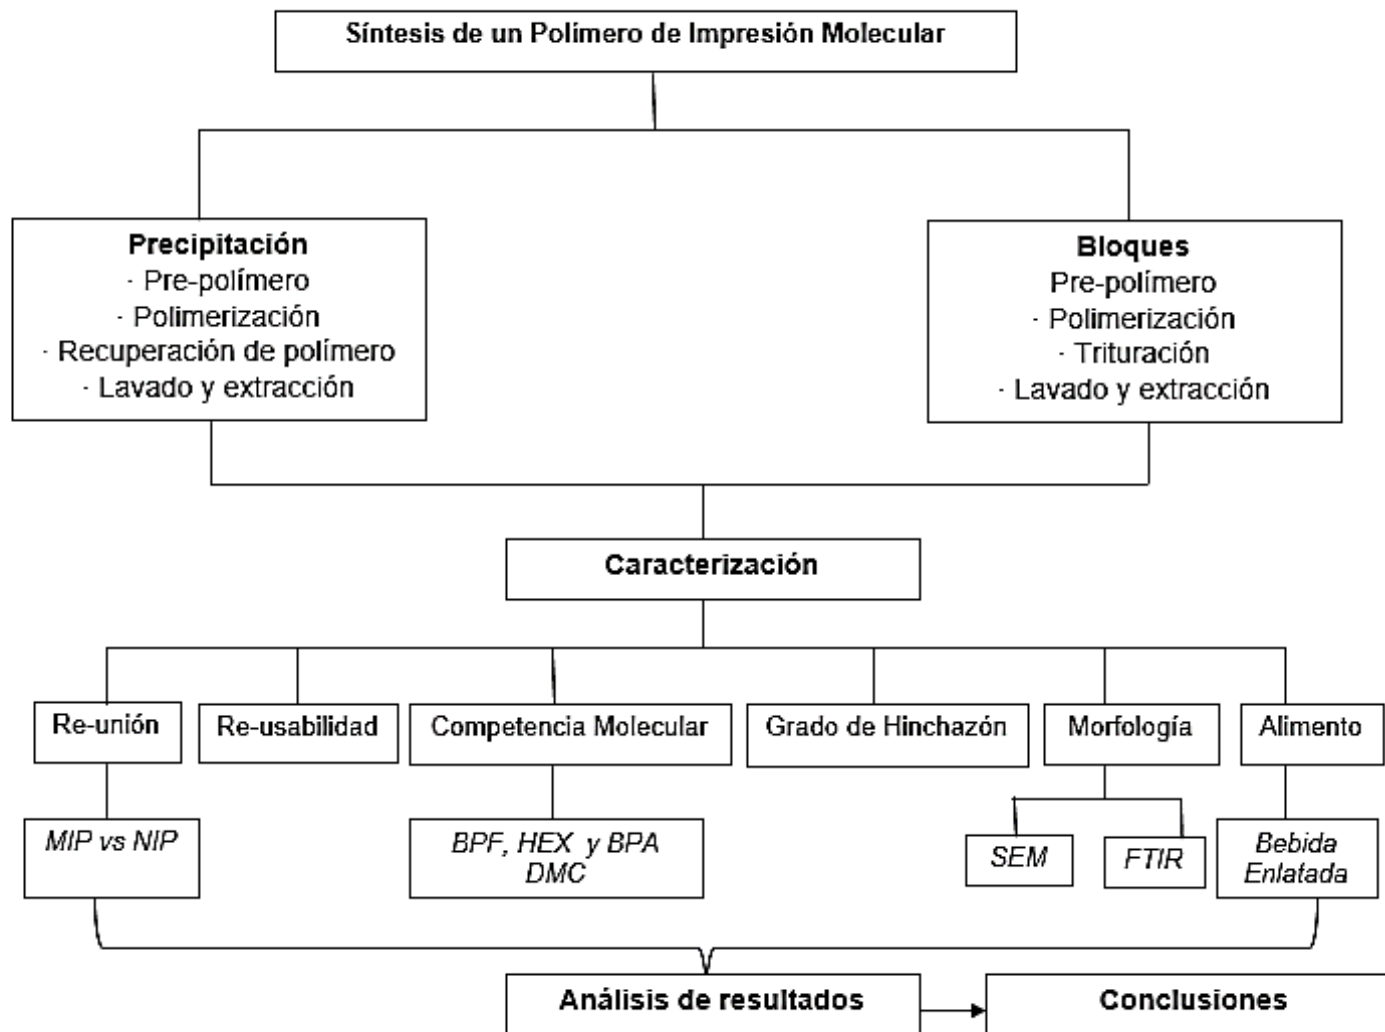 Síntesis de un Polímero de Impresión Molecular
Precipitación
· Pre-polímero
· Polimerización
· Recuperación de polímero
· Lavado y extracción
Bloques
Pre-polímero
· Polimerización
· Trituración
· Lavado y extracción
Caracterización
Re-unión
Re-usabilidad
Competencia Molecular
Grado de Hinchazón
Morfología
Alimento
MIP vs NIP
BPF, HEX y BPA
DMC
SEM
FTIR
Bebida
Enlatada
Análisis de resultados
Conclusiones